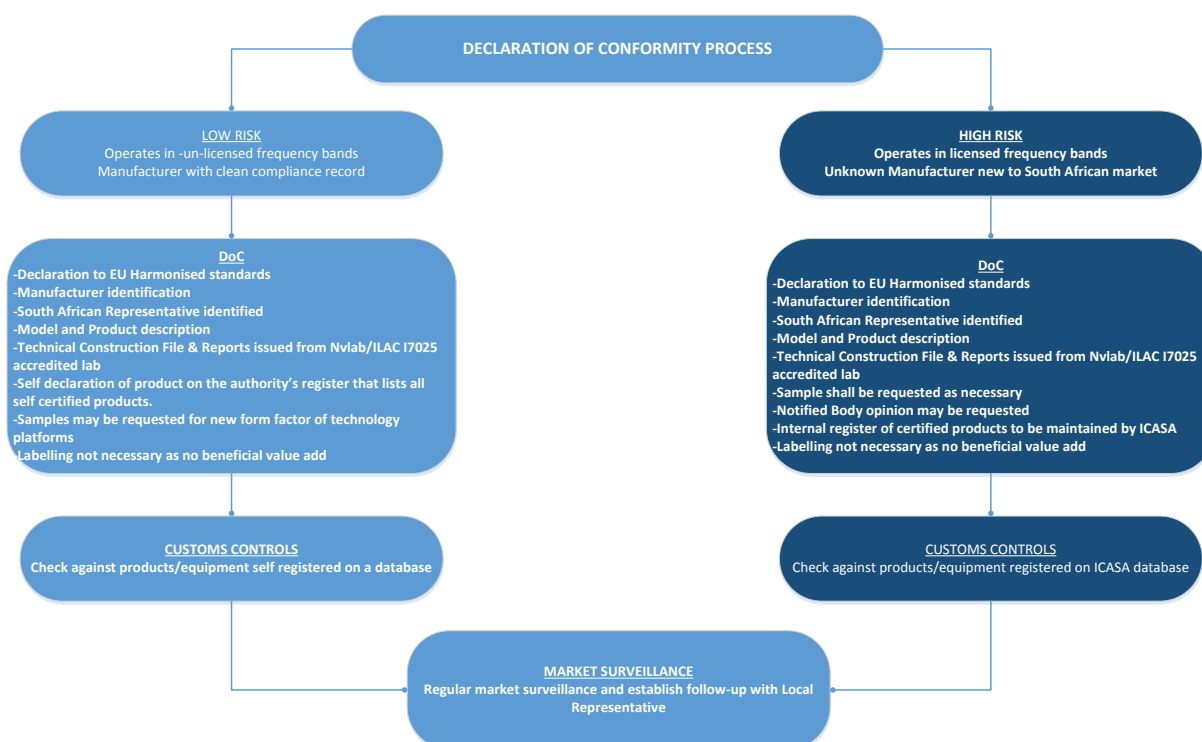 DECLARATION OF CONFORMITY PROCESS
LOW RISK
Operates in -un-licensed frequency bands
Manufacturer with clean compliance record
HIGH RISK
Operates in licensed frequency bands
Unknown Manufacturer new to South African market
DoC
-Declaration to EU Harmonised standards
-Manufacturer identification
-South African Representative identified
-Model and Product description
-Technical Construction File & Reports issued from Nvlab/ILAC I7025
accredited lab
-Self declaration of product on the authority's register that lists all
self certified products.
-Samples may be requested for new form factor of technology
platforms
-Labelling not necessary as no beneficial value add
DoC
-Declaration to EU Harmonised standards
-Manufacturer identification
-South African Representative identified
-Model and Product description
-Technical Construction File & Reports issued from Nvlab/ILAC I7025
accredited lab
-Sample shall be requested as necessary
-Notified Body opinion may be requested
-Internal register of certified products to be maintained by ICASA
-Labelling not necessary as no beneficial value add
CUSTOMS CONTROLS
Check against products/equipment self registered on a database
CUSTOMS CONTROLS
Check against products/equipment registered on ICASA database
MARKET SURVEILLANCE
Regular market surveillance and establish follow-up with Local
Representative